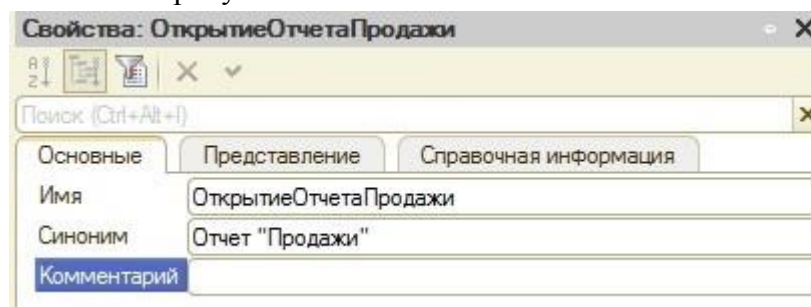 Свойства: ОткрытиеОтчетаПродажи
Поиск (Ctrl+Alt+I)
Основные Представление Справочная информация
Имя ОткрытиеОтчетаПродажи
Синоним Отчет "Продажи"
Комментарий